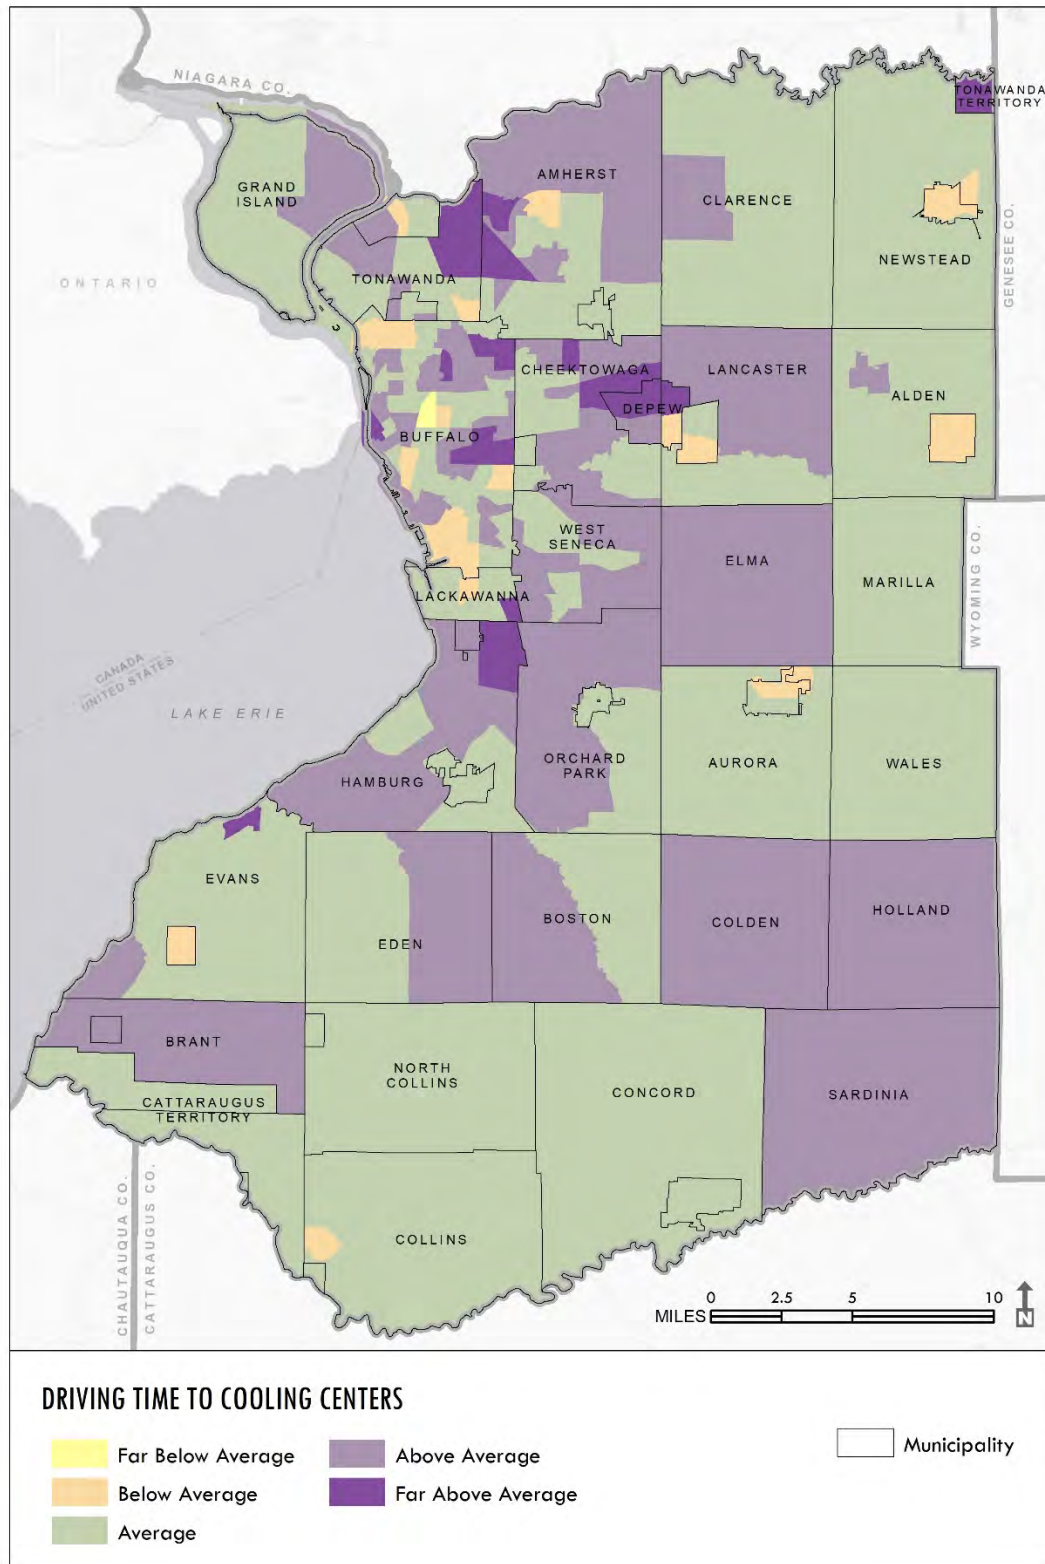 NIAGARA CO.
TONAWANDA
TERRITORY
GRAND
ISLAND
AMHERST
CLARENCE
NEWSTEAD
GENESEE CO.
ONTARIO
TONAWANDA
CHEEKTOWAGA
LANCASTER
DEPEW
ALDEN
BUFFALO
WEST
SENECA
ELMA
MARILLA
WYOMING CO.
LACKAWANNA
CANADA
UNITED STATES
LAKE ERIE
HAMBURG
ORCHARD
PARK
AURORA
WALES
EVANS
EDEN
BOSTON
COLDEN
HOLLAND
BRANT
NORTH
COLLINS
CONCORD
SARDINIA
CATTARAUGUS
TERRITORY
CHAUTAUQUA CO.
CATTARAUGUS CO.
COLLINS
0 2.5 5 10
MILES
N
DRIVING TIME TO COOLING CENTERS
Far Below Average
Above Average
Municipality
Below Average
Far Above Average
Average